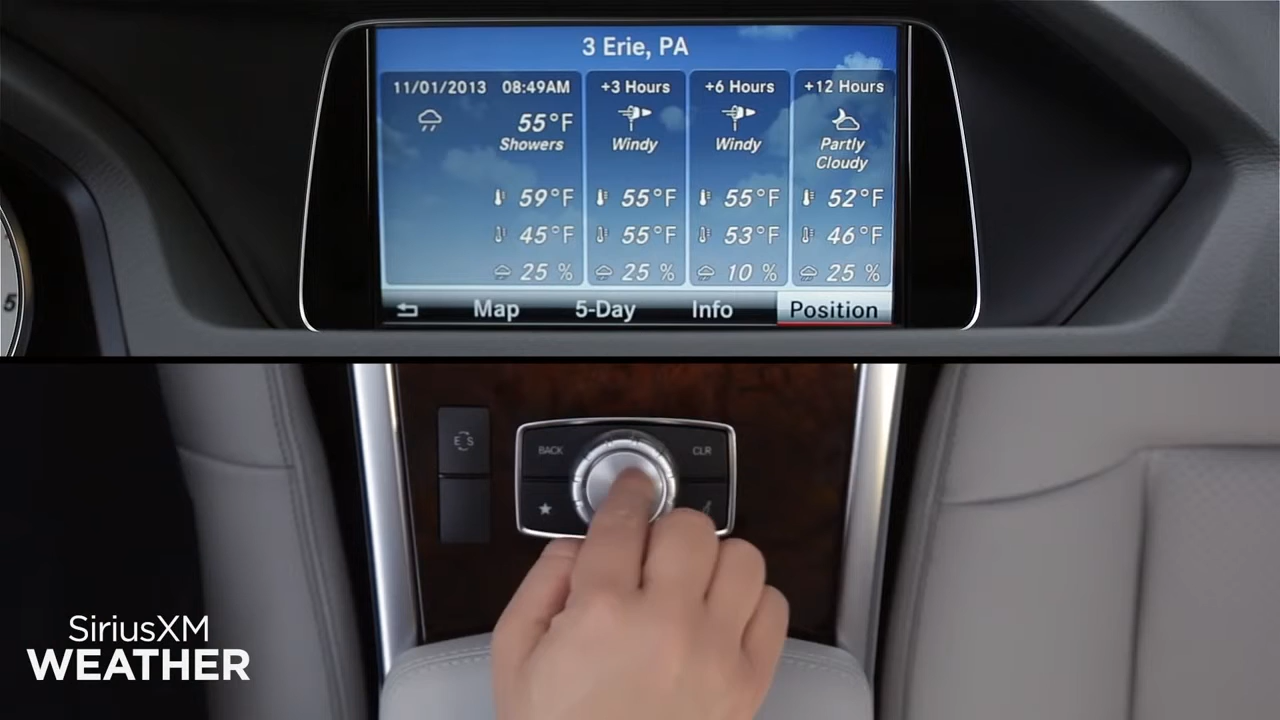 3 Erie, PA
11/01/2013 08:49AM
55°F
Showers
59°F
45°F
25 %
+3 Hours
Windy
55°F
55°F
25 %
+6 Hours
Windy
55°F
53°F
10 %
+12 Hours
Partly
Cloudy
52°F
46°F
25 %
Map 5-Day Info Position
5
E S
BACK
CLR
SiriusXM
WEATHER